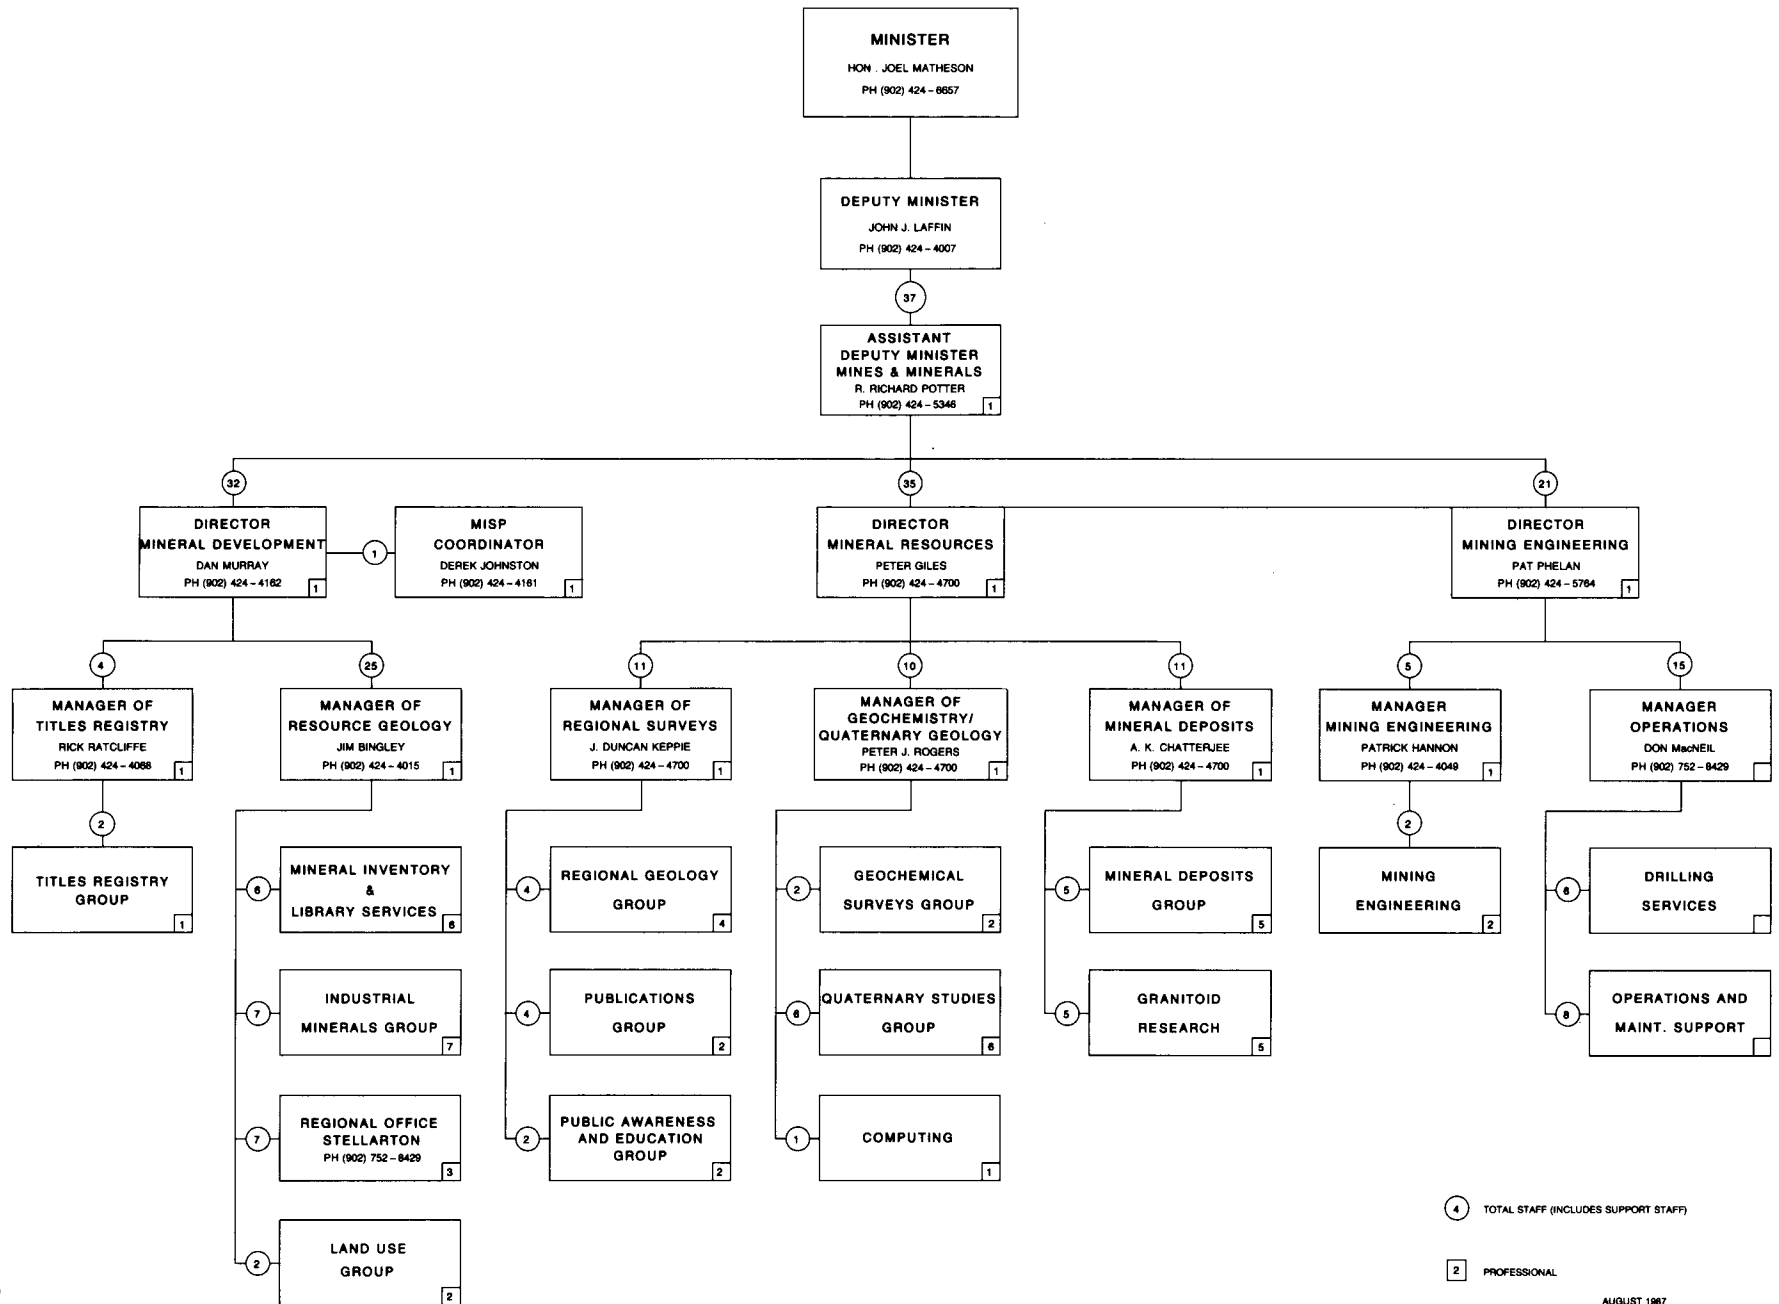 MINISTER
HON . JOEL MATHESON
PH (902) 424-6657
DEPUTY MINISTER
JOHN J. LAFFIN
PH (902) 424-4007
37
ASSISTANT
DEPUTY MINISTER
MINES & MINERALS
R. RICHARD POTTER
PH (902) 424-5346
1
32
35
21
DIRECTOR
MINERAL DEVELOPMENT
DAN MURRAY
PH (902) 424-4162
1
1
MISP
COORDINATOR
DEREK JOHNSTON
PH (902) 424-4161
1
DIRECTOR
MINERAL RESOURCES
PETER GILES
PH (902) 424-4700
1
DIRECTOR
MINING ENGINEERING
PAT PHELAN
PH (902) 424-5764
1
4
25
11
10
11
5
15
MANAGER OF
TITLES REGISTRY
RICK RATCLIFFE
PH (902) 424-4068
1
MANAGER OF
RESOURCE GEOLOGY
JIM BINGLEY
PH (902) 424-4015
1
MANAGER OF
REGIONAL SURVEYS
J. DUNCAN KEPPIE
PH (902) 424-4700
1
MANAGER OF
GEOCHEMISTRY/
QUATERNARY GEOLOGY
PETER J. ROGERS
PH (902) 424-4700
1
MANAGER OF
MINERAL DEPOSITS
A. K. CHATTERJEE
PH (902) 424-4700
1
MANAGER
MINING ENGINEERING
PATRICK HANNON
PH (902) 424-4049
1
MANAGER
OPERATIONS
DON MacNEIL
PH (902) 752-8429
2
TITLES REGISTRY
GROUP
1
6
MINERAL INVENTORY
&
LIBRARY SERVICES
6
7
INDUSTRIAL
MINERALS GROUP
7
7
REGIONAL OFFICE
STELLARTON
PH (902) 752-8429
3
2
LAND USE
GROUP
2
4
REGIONAL GEOLOGY
GROUP
4
4
PUBLICATIONS
GROUP
2
2
PUBLIC AWARENESS
AND EDUCATION
GROUP
2
2
GEOCHEMICAL
SURVEYS GROUP
2
6
QUATERNARY STUDIES
GROUP
6
1
COMPUTING
1
5
MINERAL DEPOSITS
GROUP
5
5
GRANITOID
RESEARCH
5
2
MINING
ENGINEERING
2
6
DRILLING
SERVICES
8
OPERATIONS AND
MAINT. SUPPORT
4 TOTAL STAFF (INCLUDES SUPPORT STAFF)
2 PROFESSIONAL
AUGUST 1987